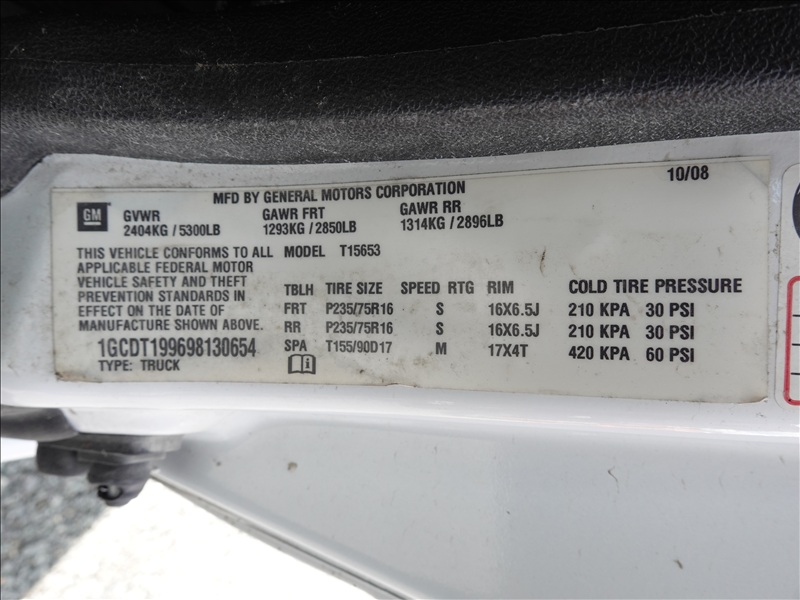 MFD BY GENERAL MOTORS CORPORATION 10/08
GM
GVWR GAWR FRT GAWR RR
2404KG / 5300LB 1293KG / 2850LB 1314KG / 2896LB
THIS VEHICLE CONFORMS TO ALL
APPLICABLE FEDERAL MOTOR
VEHICLE SAFETY AND THEFT
PREVENTION STANDARDS IN
EFFECT ON THE DATE OF
MANUFACTURE SHOWN ABOVE.
1GCDT199698130654
TYPE: TRUCK
MODEL T15653
TBLH TIRE SIZE SPEED RTG RIM COLD TIRE PRESSURE
FRT P235/75R16 S 16X6.5J 210 KPA 30 PSI
RR P235/75R16 S 16X6.5J 210 KPA 30 PSI
SPA T155/90D17 M 17X4T 420 KPA 60 PSI
i